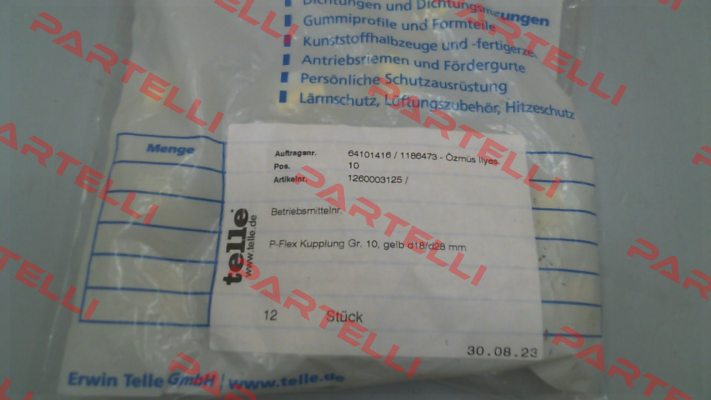 Dichtungen und Dichtungs
Gummiprofile und Formteile
Kunststoffhalbzeuge und -fertigerze
Antriebsriemen und Fördergurte
Persönliche Schutzausrüstung
Lärmschutz, Lüftungszubehör, Hitzeschutz
Menge
Auftragsnr. 64101416 / 1186473 - Özmüs Ilyes
Pos. 10
Artikelnr. 1260003125 /
Betriebsmittelnr.
telle
www.telle.de
P-Flex Kupplung Gr. 10, gelb d18/d28 mm
12 Stück
30.08.23
Erwin Telle GmbH / www.telle.de
PARTELLI
PARTELLI
PARTELLI
PARTELLI
PARTELLI
PARTELLI